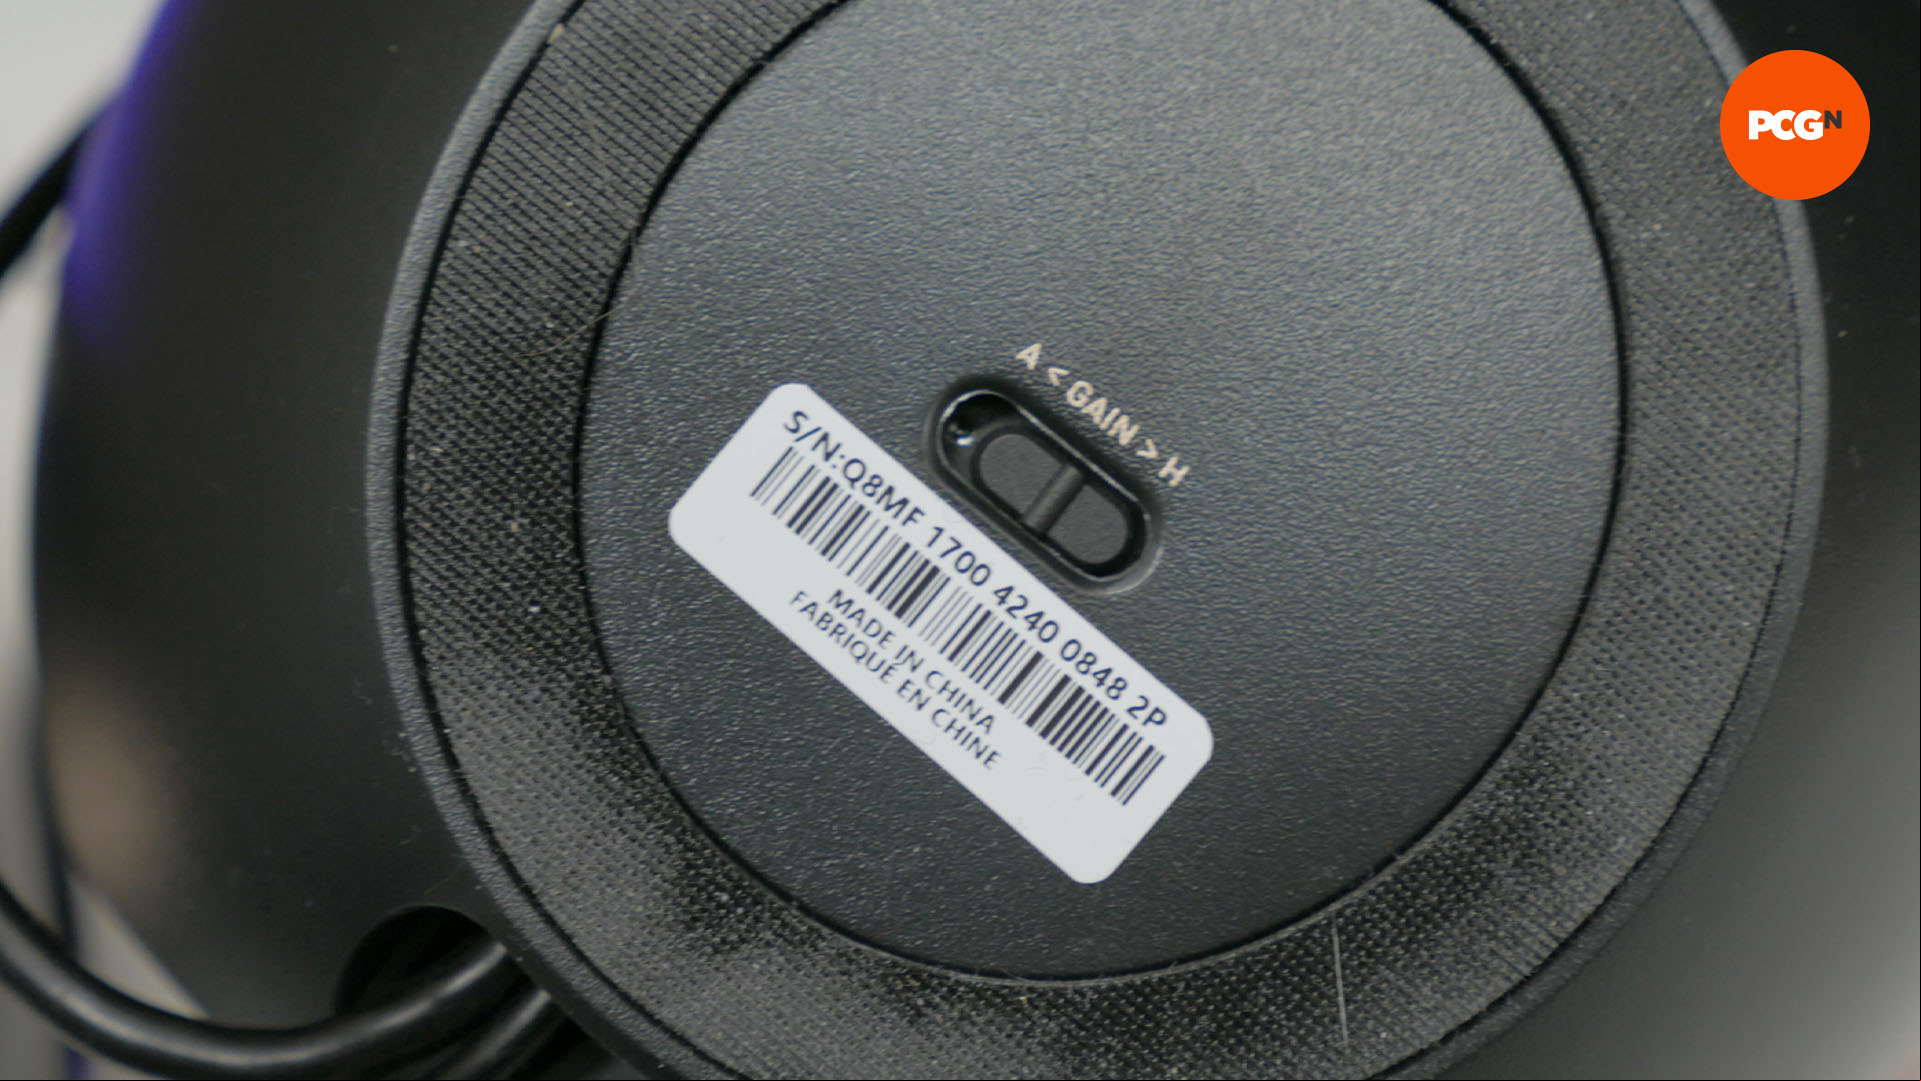 PCGN
A < GAIN > H
S/N:Q8MF 1700 4240 0848 2P
MADE IN CHINA
FABRIQUÉ EN CHINE